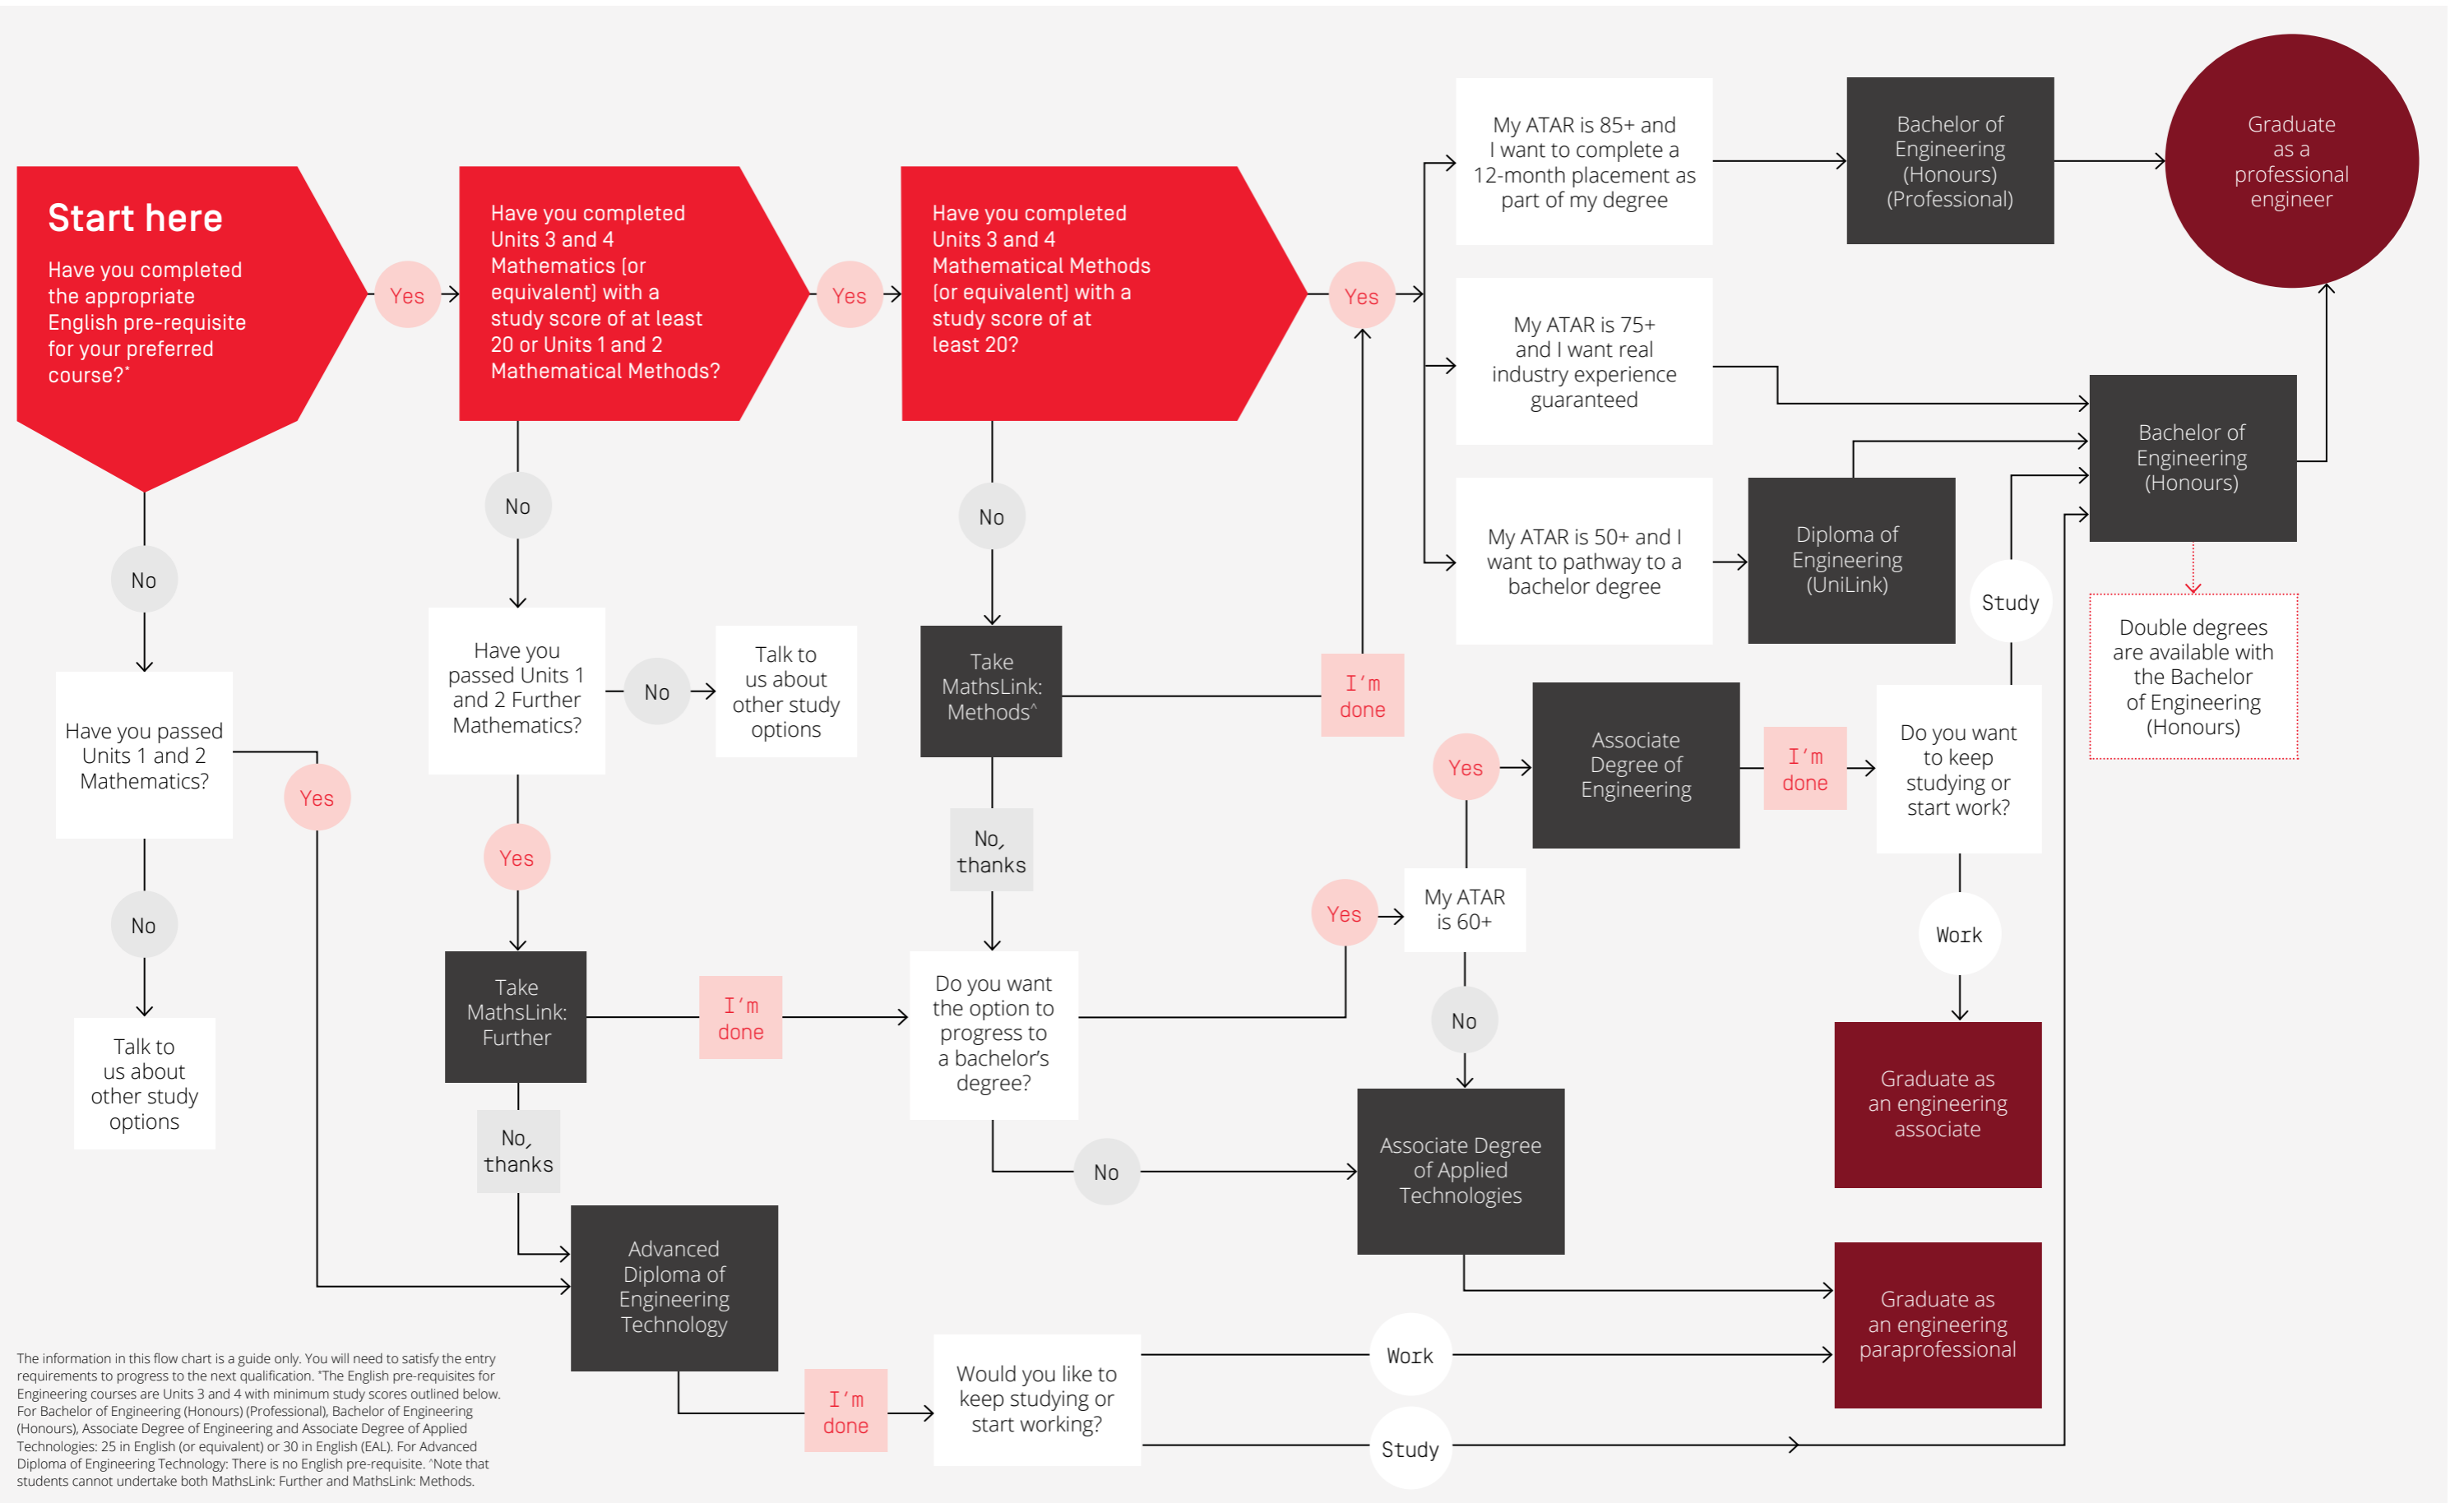 Start here
Have you completed
the appropriate
English pre-requisite
for your preferred
course?*
Yes
Have you completed
Units 3 and 4
Mathematics (or
equivalent) with a
study score of at least
20 or Units 1 and 2
Mathematical Methods?
Yes
Have you completed
Units 3 and 4
Mathematical Methods
(or equivalent) with a
study score of at
least 20?
Yes
My ATAR is 85+ and
I want to complete a
12-month placement as
part of my degree
Bachelor of
Engineering
(Honours)
(Professional)
Graduate
as a
professional
engineer
My ATAR is 75+
and I want real
industry experience
guaranteed
Bachelor of
Engineering
(Honours)
My ATAR is 50+ and I
want to pathway to a
bachelor degree
Diploma of
Engineering
(UniLink)
Study
Double degrees
are available with
the Bachelor
of Engineering
(Honours)
No
No
No
Have you passed
Units 1 and 2
Mathematics?
Yes
No
Talk to
us about
other study
options
Have you
passed Units 1
and 2 Further
Mathematics?
No
Talk to
us about
other study
options
Yes
Take
MathsLink:
Further
I'm
done
No,
thanks
Take
MathsLink:
Methods^
I'm
done
No,
thanks
Do you want
the option to
progress to
a bachelor's
degree?
Yes
My ATAR
is 60+
Yes
Associate
Degree of
Engineering
I'm
done
Do you want
to keep
studying or
start work?
Work
Graduate as
an engineering
associate
No
No
Associate Degree
of Applied
Technologies
Advanced
Diploma of
Engineering
Technology
I'm
done
Would you like to
keep studying or
start working?
Work
Study
Graduate as
an engineering
paraprofessional
The information in this flow chart is a guide only. You will need to satisfy the entry
requirements to progress to the next qualification. *The English pre-requisites for
Engineering courses are Units 3 and 4 with minimum study scores outlined below.
For Bachelor of Engineering (Honours) (Professional), Bachelor of Engineering
(Honours), Associate Degree of Engineering and Associate Degree of Applied
Technologies: 25 in English (or equivalent) or 30 in English (EAL). For Advanced
Diploma of Engineering Technology: There is no English pre-requisite. ^Note that
students cannot undertake both MathsLink: Further and MathsLink: Methods.